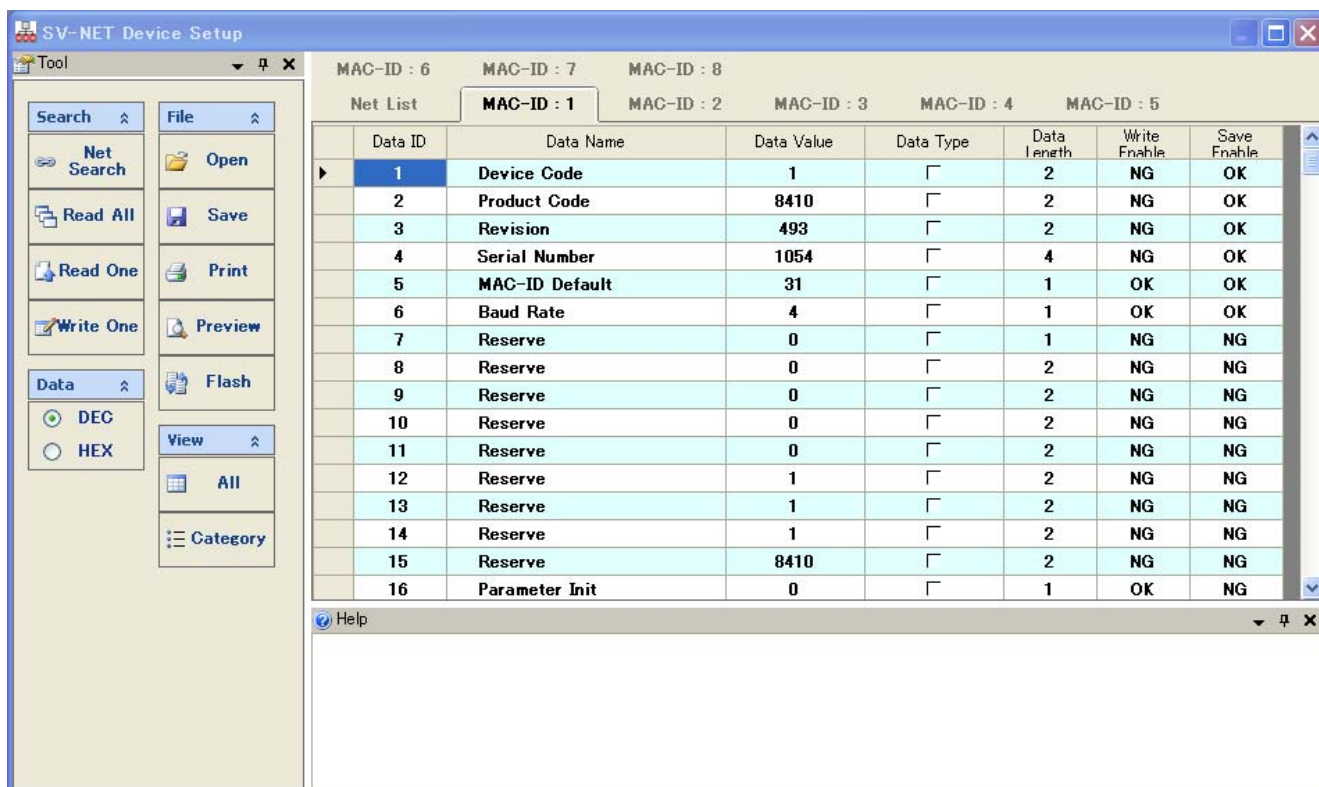 SV-NET Device Setup
Tool
Search
Net Search
Read All
Read One
Write One
Data
DEC
HEX
File
Open
Save
Print
Preview
Flash
View
All
Category
MAC-ID : 6 MAC-ID : 7 MAC-ID : 8
Net List MAC-ID : 1 MAC-ID : 2 MAC-ID : 3 MAC-ID : 4 MAC-ID : 5
Data ID Data Name Data Value Data Type Data Length Write Enable Save Enable
1 Device Code 1 2 NG OK
2 Product Code 8410 2 NG OK
3 Revision 493 2 NG OK
4 Serial Number 1054 4 NG OK
5 MAC-ID Default 31 1 OK OK
6 Baud Rate 4 1 OK OK
7 Reserve 0 1 NG NG
8 Reserve 0 2 NG NG
9 Reserve 0 2 NG NG
10 Reserve 0 2 NG NG
11 Reserve 0 2 NG NG
12 Reserve 1 2 NG NG
13 Reserve 1 2 NG NG
14 Reserve 1 2 NG NG
15 Reserve 8410 2 NG NG
16 Parameter Init 0 1 OK NG
Help